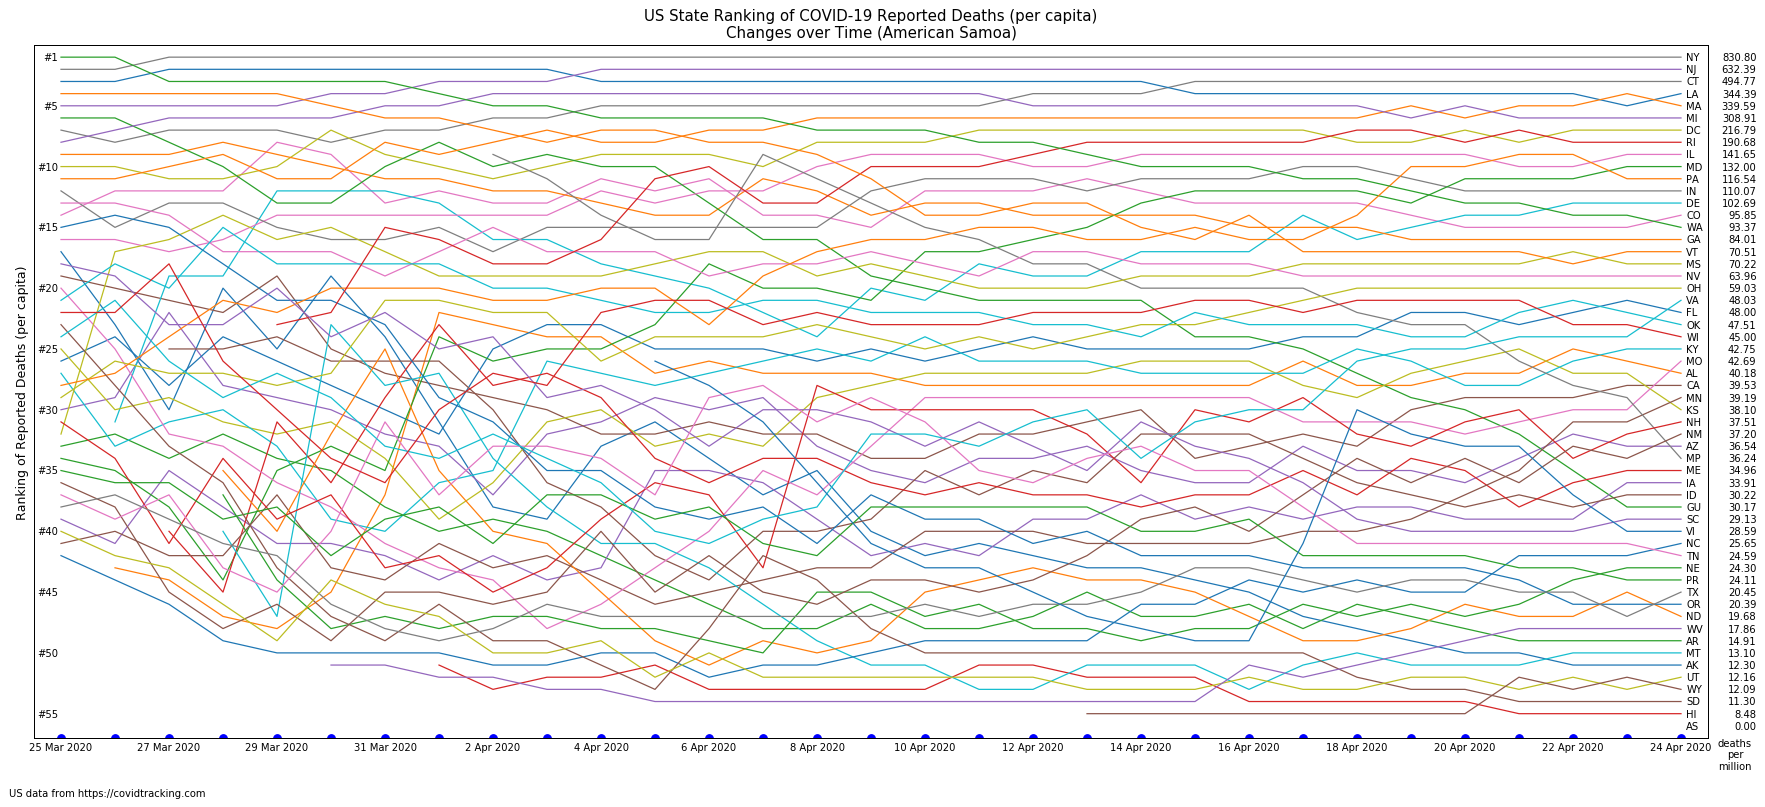 US State Ranking of COVID-19 Reported Deaths (per capita)
Changes over Time (American Samoa)
Ranking of Reported Deaths (per capita)
#1
#5
#10
#15
#20
#25
#30
#35
#40
#45
#50
#55
NY 830.80
NJ 632.39
CT 494.77
LA 344.39
MA 339.59
MI 308.91
DC 216.79
RI 190.68
IL 141.65
MD 132.00
PA 116.54
IN 110.07
DE 102.69
CO 95.85
WA 93.37
GA 84.01
VT 70.51
MS 70.22
NV 63.96
OH 59.03
VA 48.03
FL 48.00
OK 47.51
WI 45.00
KY 42.75
MO 42.69
AL 40.18
CA 39.53
MN 39.19
KS 38.10
NH 37.51
NM 37.20
AZ 36.54
MP 36.24
ME 34.96
IA 33.91
ID 30.22
GU 30.17
SC 29.13
VI 28.59
NC 25.65
TN 24.59
NE 24.30
PR 24.11
TX 20.45
OR 20.39
ND 19.68
WV 17.86
AR 14.91
MT 13.10
AK 12.30
UT 12.16
WY 12.09
SD 11.30
HI 8.48
AS 0.00
25 Mar 2020 27 Mar 2020 29 Mar 2020 31 Mar 2020 2 Apr 2020 4 Apr 2020 6 Apr 2020 8 Apr 2020 10 Apr 2020 12 Apr 2020 14 Apr 2020 16 Apr 2020 18 Apr 2020 20 Apr 2020 22 Apr 2020 24 Apr 2020
deaths
per
million
US data from https://covidtracking.com